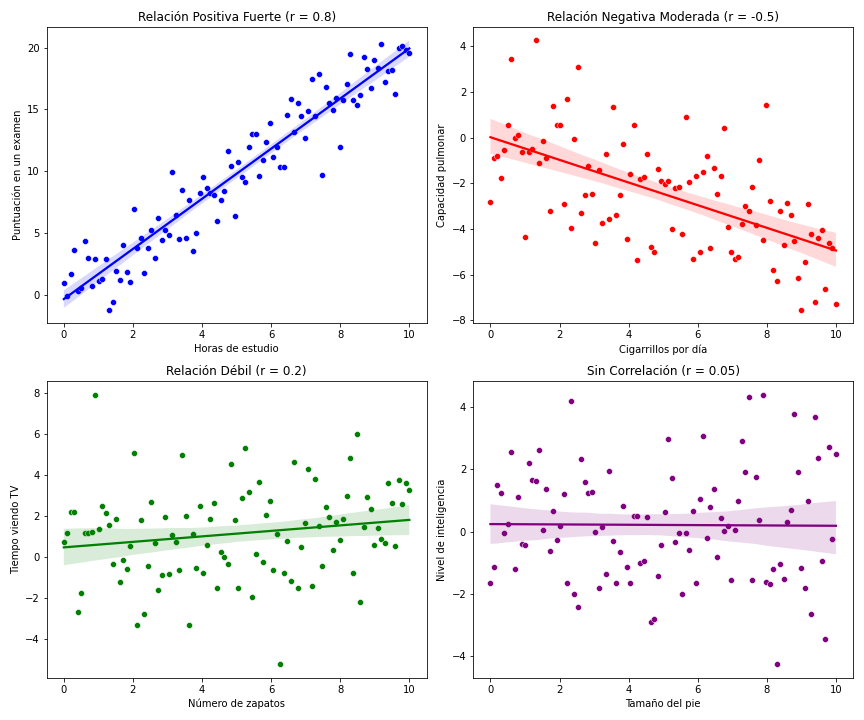 Relación Positiva Fuerte (r = 0.8)
20
15
10
5
0
Puntuación en un examen
0 2 4 6 8 10
Horas de estudio
Relación Negativa Moderada (r = -0.5)
4
2
0
−2
−4
−6
−8
Capacidad pulmonar
0 2 4 6 8 10
Cigarrillos por día
Relación Débil (r = 0.2)
8
6
4
2
0
−2
−4
Tiempo viendo TV
0 2 4 6 8 10
Número de zapatos
Sin Correlación (r = 0.05)
4
2
0
−2
−4
Nivel de inteligencia
0 2 4 6 8 10
Tamaño del pie